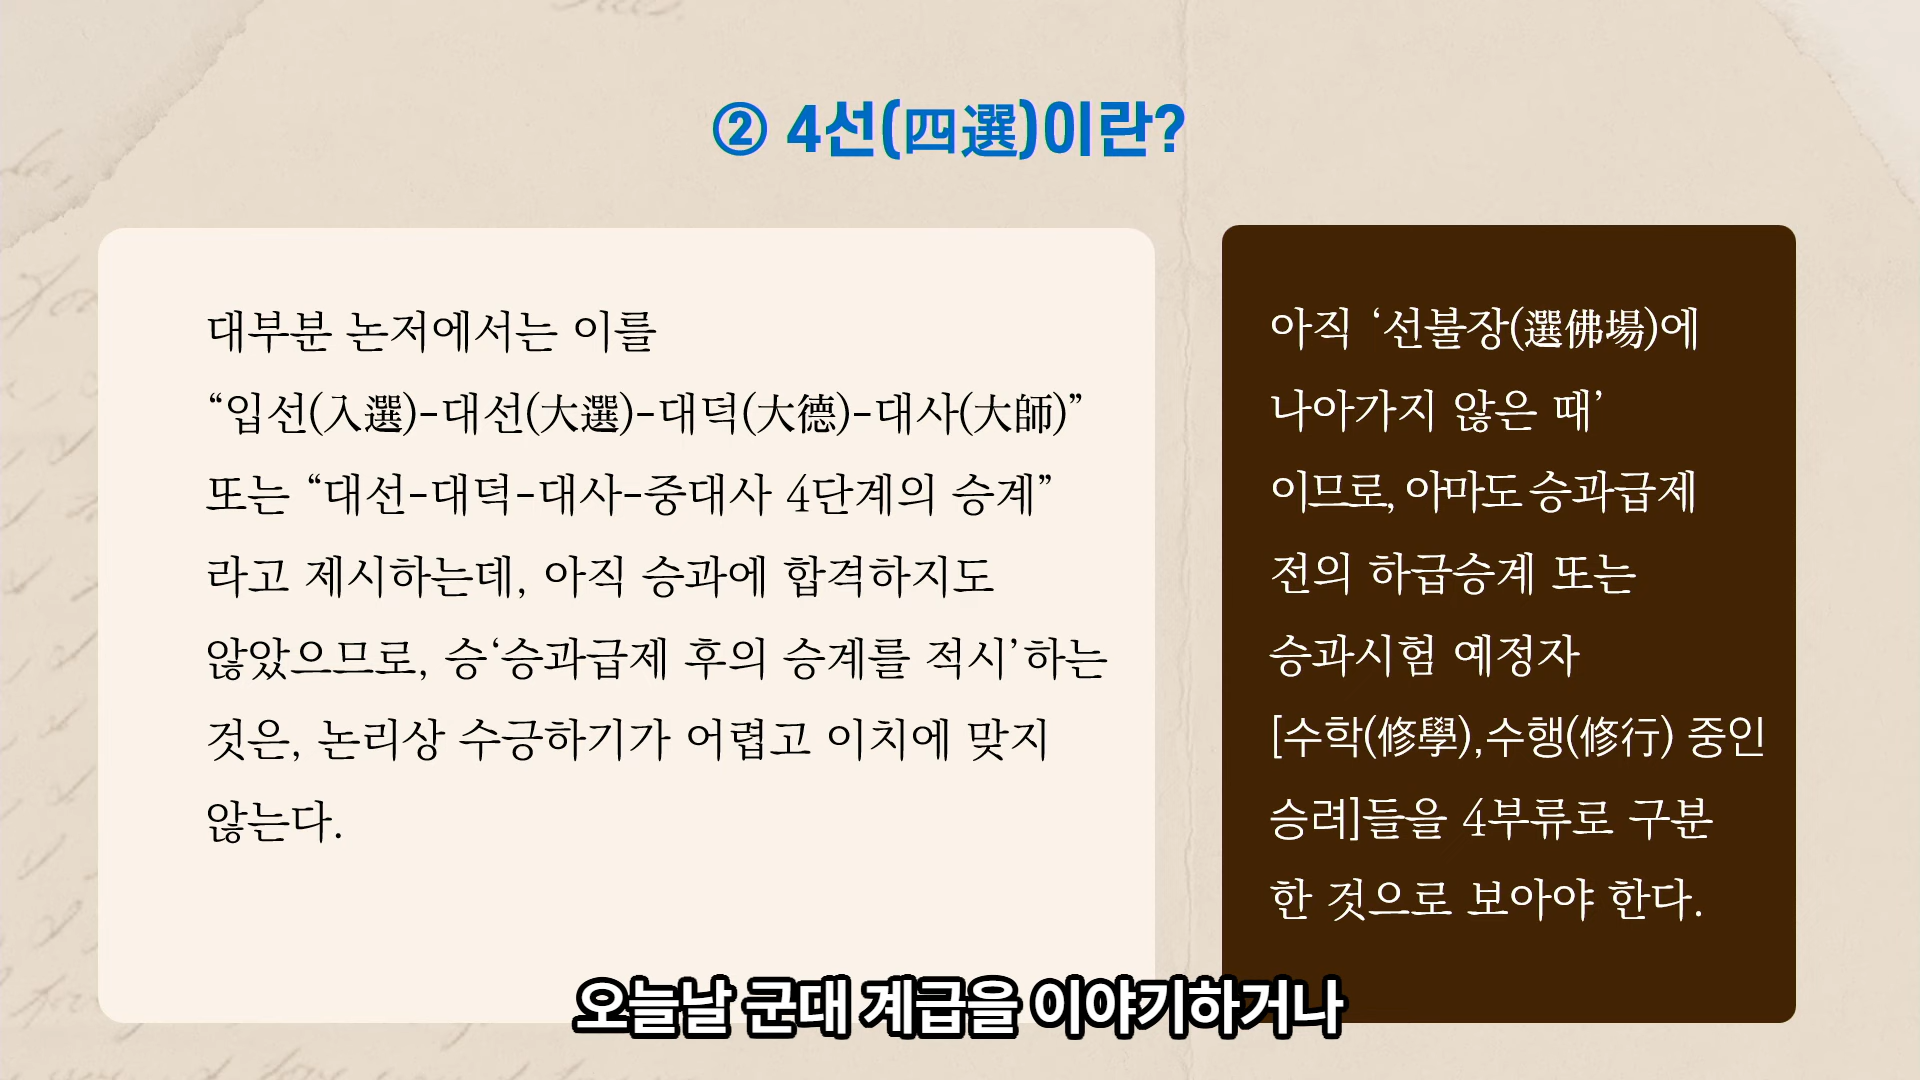 ② 4선(四選)이란?
대부분 논저에서는 이를
“입선(入選)-대선(大選)-대덕(大德)-대사(大師)”
또는 “대선-대덕-대사-중대사 4단계의 승계”
라고 제시하는데, 아직 승과에 합격하지도
않았으므로, 승‘승과급제 후의 승계를 적시’하는
것은, 논리상 수긍하기가 어렵고 이치에 맞지
않는다.
아직 ‘선불장(選佛場)에
나아가지 않은 때’
이므로, 아마도 승과급제
전의 하급승계 또는
승과시험 예정자
[수학(修學),수행(修行) 중인
승려]들을 4부류로 구분
한 것으로 보아야 한다.
오늘날 군대 계급을 이야기하거나